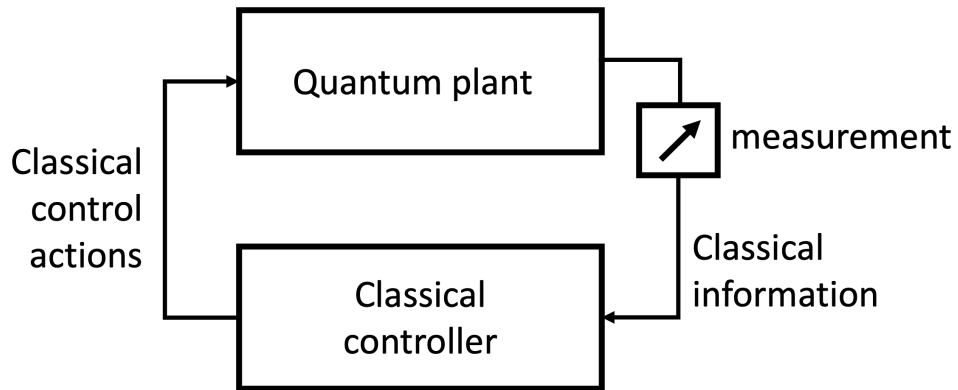 Quantum plant
measurement
Classical
control
actions
Classical
information
Classical
controller